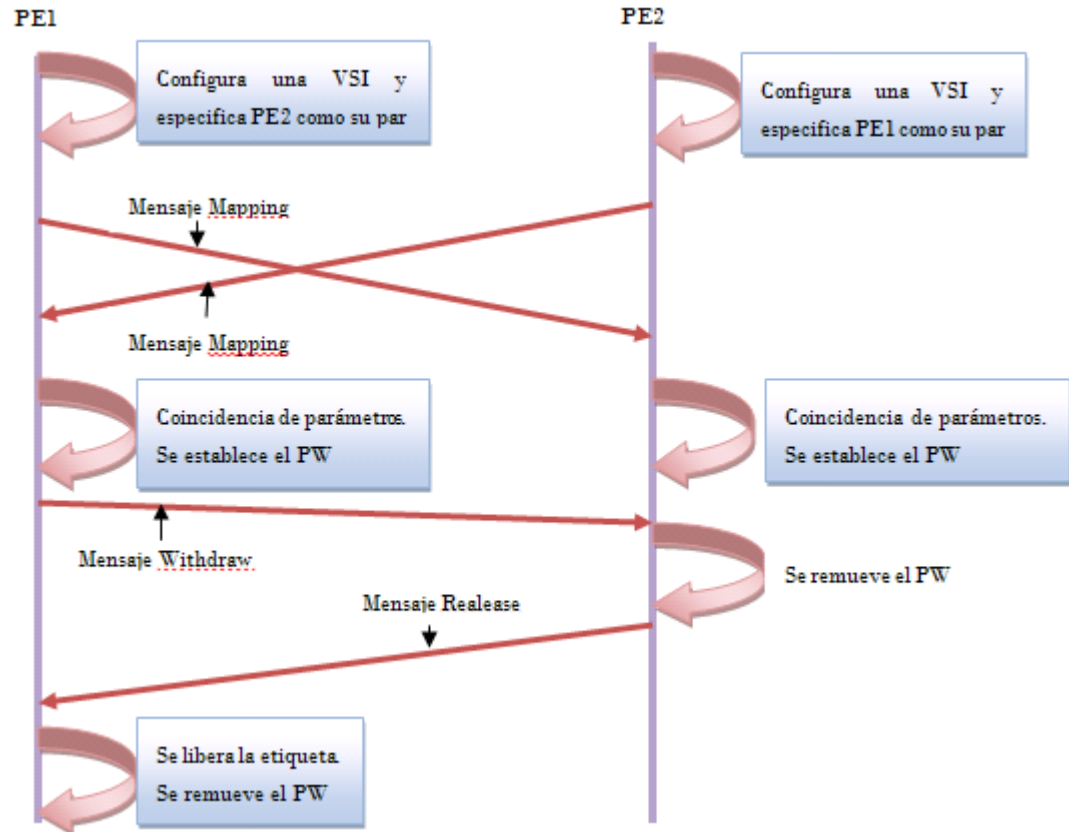 PE1
PE2
Configura una VSI y
especifica PE2 como su par
Configura una VSI y
especifica PE1 como su par
Mensaje Mapping
Mensaje Mapping
Coincidencia de parámetros.
Se establece el PW
Coincidencia de parámetros.
Se establece el PW
Mensaje Withdraw
Se remueve el PW
Mensaje Realease
Se libera la etiqueta.
Se remueve el PW